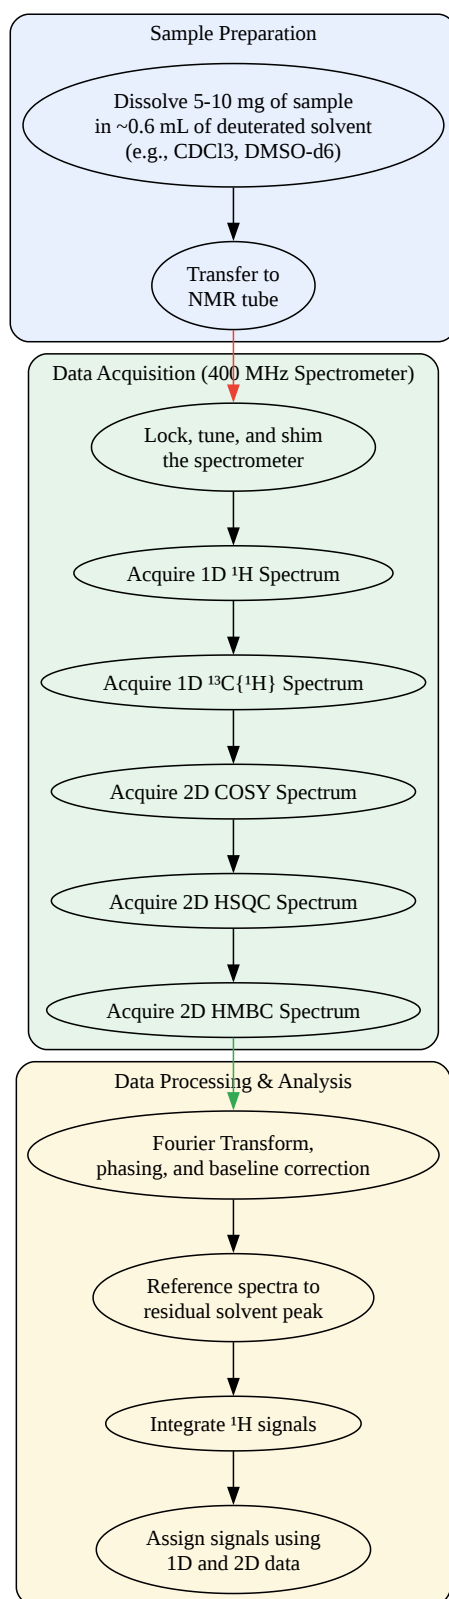 Sample Preparation
Dissolve 5-10 mg of sample
in ~0.6 mL of deuterated solvent
(e.g., CDCl3, DMSO-d6)
Transfer to
NMR tube
Data Acquisition (400 MHz Spectrometer)
Lock, tune, and shim
the spectrometer
Acquire 1D ¹H Spectrum
Acquire 1D ¹³C{¹H} Spectrum
Acquire 2D COSY Spectrum
Acquire 2D HSQC Spectrum
Acquire 2D HMBC Spectrum
Data Processing & Analysis
Fourier Transform,
phasing, and baseline correction
Reference spectra to
residual solvent peak
Integrate ¹H signals
Assign signals using
1D and 2D data